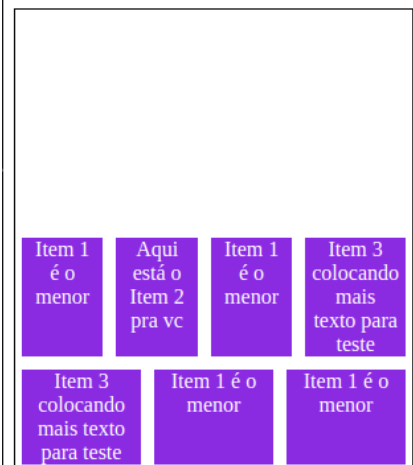 Item 1
é o
menor
Aqui
está o
Item 2
pra vc
Item 1
é o
menor
Item 3
colocando
mais
texto para
teste
Item 3
colocando
mais texto
para teste
Item 1 é o
menor
Item 1 é o
menor